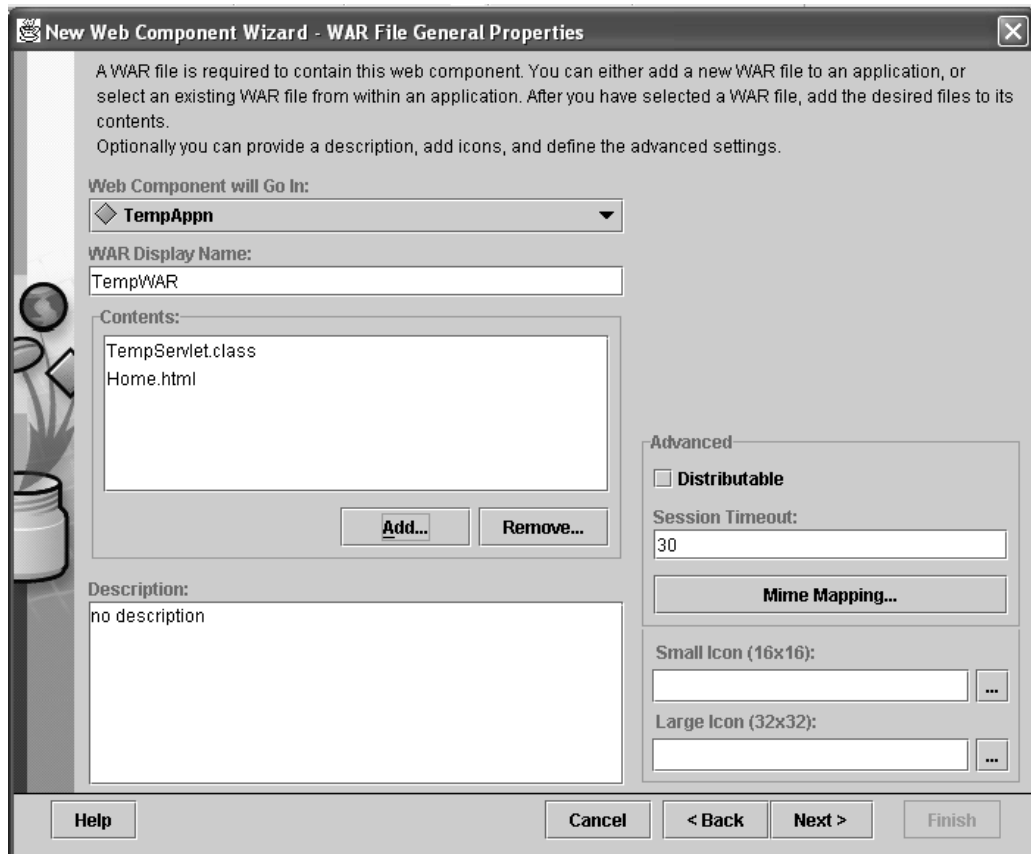 New Web Component Wizard - WAR File General Properties
A WAR file is required to contain this web component. You can either add a new WAR file to an application, or
select an existing WAR file from within an application. After you have selected a WAR file, add the desired files to its
contents.
Optionally you can provide a description, add icons, and define the advanced settings.
Web Component will Go In:
TempAppn
WAR Display Name:
TempWAR
Contents:
TempServlet.class
Home.html
Add...
Remove...
Description:
no description
Advanced
Distributable
Session Timeout:
30
Mime Mapping...
Small Icon (16x16):
...
Large Icon (32x32):
...
Help
Cancel
< Back
Next >
Finish